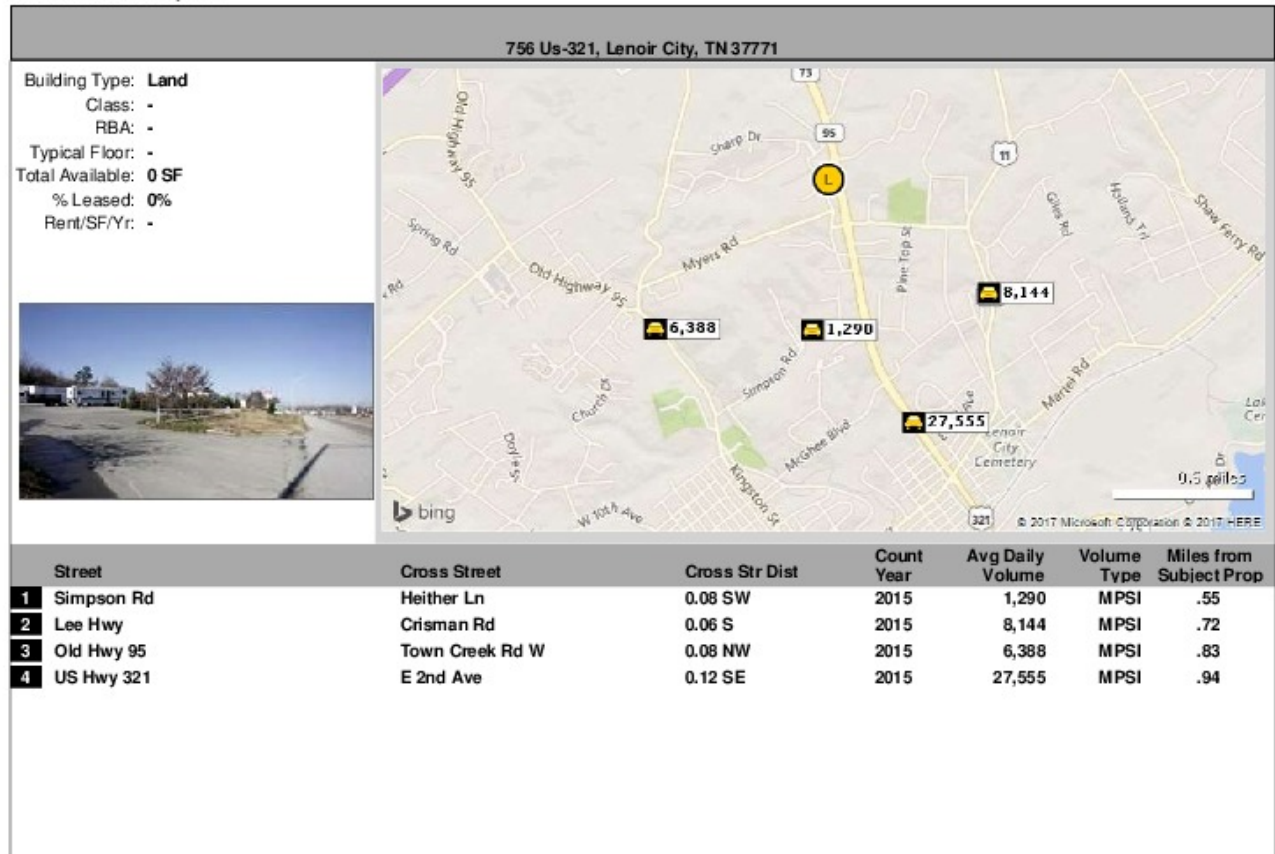 756 Us-321, Lenoir City, TN 37771
Building Type: Land
Class: -
RBA: -
Typical Floor: -
Total Available: 0 SF
% Leased: 0%
Rent/SF/Yr: -
73
95
11
L
Old Highway 95
Sharp Dr
Giles Rd
Holland Trl
Shaw Ferry Rd
Spring Rd
Myers Rd
Pine Top St
Old Highway 95
Rd
8,144
6,388
1,290
Simpson Rd
Church Dr
Martel Rd
27,555
Lenoir
City
Cemetery
McGhee Blvd
Doyle St
Kingston St
W 10th Ave
Dr
0.5 miles
321
bing
© 2017 Microsoft Corporation © 2017 HERE
Street Cross Street Cross Str Dist Count Year Avg Daily Volume Volume Type Miles from Subject Prop
1 Simpson Rd Heither Ln 0.08 SW 2015 1,290 MPSI .55
2 Lee Hwy Crisman Rd 0.06 S 2015 8,144 MPSI .72
3 Old Hwy 95 Town Creek Rd W 0.08 NW 2015 6,388 MPSI .83
4 US Hwy 321 E 2nd Ave 0.12 SE 2015 27,555 MPSI .94